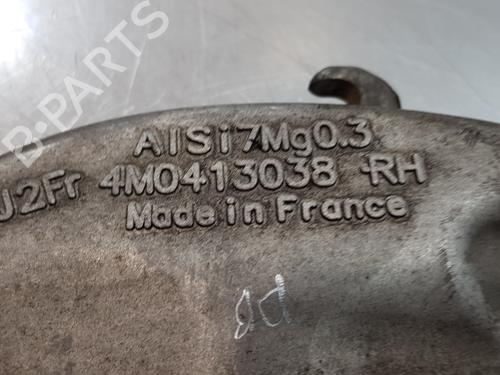 B-PARTS
AlSi7Mg0.3
J2Fr 4M0413038 RH
Made in France